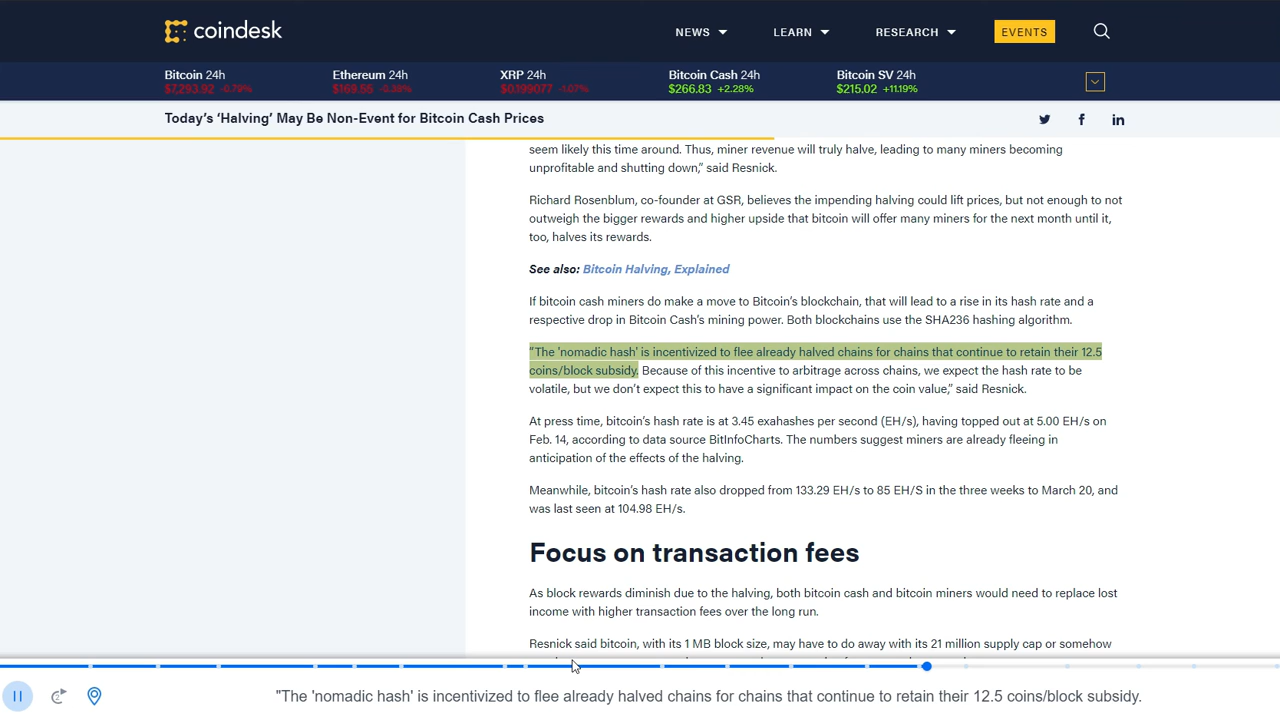 coindesk
NEWS LEARN RESEARCH EVENTS
Bitcoin 24h Ethereum 24h XRP 24h Bitcoin Cash 24h Bitcoin SV 24h
$7,293.92 -0.79% $169.55 -0.39% $0.199077 -1.07% $266.83 +2.28% $215.02 +11.19%
Today's 'Halving' May Be Non-Event for Bitcoin Cash Prices
seem likely this time around. Thus, miner revenue will truly halve, leading to many miners becoming
unprofitable and shutting down," said Resnick.
Richard Rosenblum, co-founder at GSR, believes the impending halving could lift prices, but not enough to not
outweigh the bigger rewards and higher upside that bitcoin will offer many miners for the next month until it,
too, halves its rewards.
See also: Bitcoin Halving, Explained
If bitcoin cash miners do make a move to Bitcoin's blockchain, that will lead to a rise in its hash rate and a
respective drop in Bitcoin Cash's mining power. Both blockchains use the SHA236 hashing algorithm.
"The 'nomadic hash' is incentivized to flee already halved chains for chains that continue to retain their 12.5
coins/block subsidy. Because of this incentive to arbitrage across chains, we expect the hash rate to be
volatile, but we don't expect this to have a significant impact on the coin value," said Resnick.
At press time, bitcoin's hash rate is at 3.45 exahashes per second (EH/s), having topped out at 5.00 EH/s on
Feb. 14, according to data source BitInfoCharts. The numbers suggest miners are already fleeing in
anticipation of the effects of the halving.
Meanwhile, bitcoin's hash rate also dropped from 133.29 EH/s to 85 EH/S in the three weeks to March 20, and
was last seen at 104.98 EH/s.
Focus on transaction fees
As block rewards diminish due to the halving, both bitcoin cash and bitcoin miners would need to replace lost
income with higher transaction fees over the long run.
Resnick said bitcoin, with its 1 MB block size, may have to do away with its 21 million supply cap or somehow
"The 'nomadic hash' is incentivized to flee already halved chains for chains that continue to retain their 12.5 coins/block subsidy.